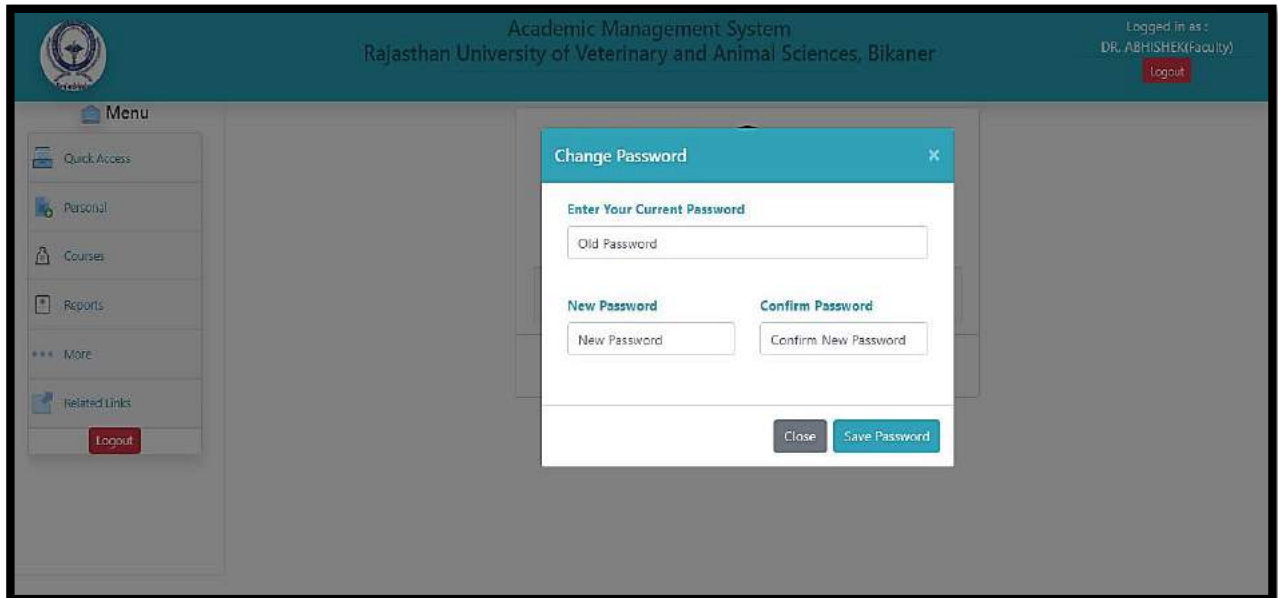 Academic Management System
Rajasthan University of Veterinary and Animal Sciences, Bikaner
Logged in as :
DR. ABHISHEK(Faculty)
Logout
Menu
Quick Access
Personal
Courses
Reports
More
Related Links
Logout
Change Password
×
Enter Your Current Password
Old Password
New Password
Confirm Password
New Password
Confirm New Password
Close
Save Password